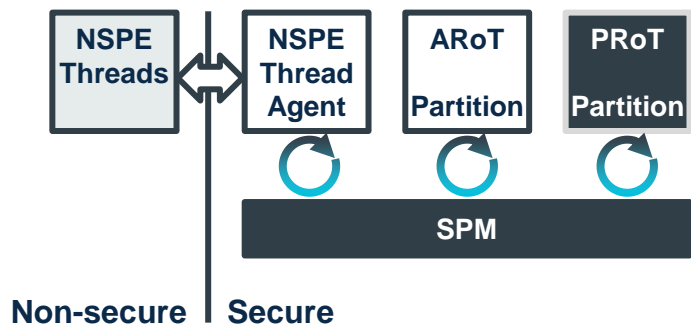 NSPE
Threads
NSPE
Thread
Agent
ARoT
Partition
PRoT
Partition
SPM
Non-secure
Secure